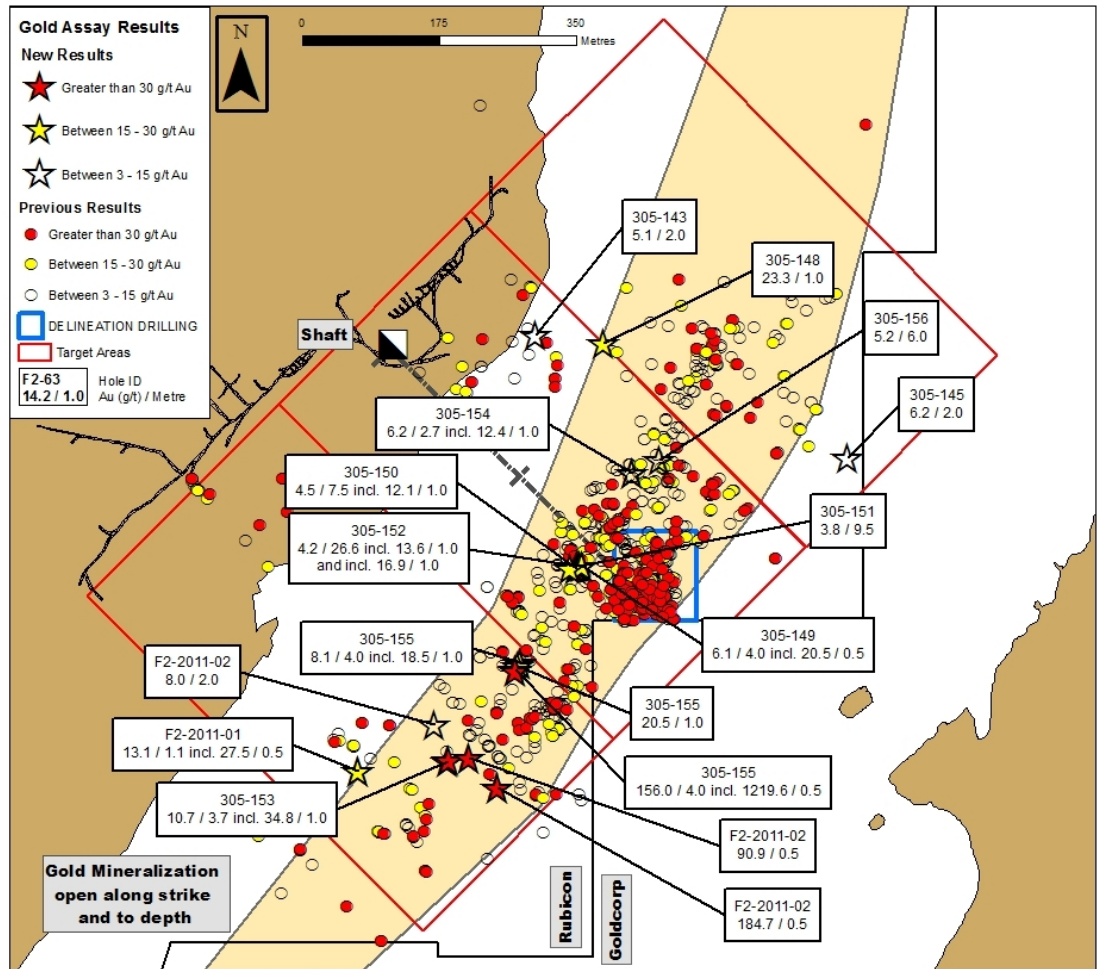 Gold Assay Results
New Results
Greater than 30 g/t Au
Between 15 - 30 g/t Au
Between 3 - 15 g/t Au
Previous Results
Greater than 30 g/t Au
Between 15 - 30 g/t Au
Between 3 - 15 g/t Au
DELINEATION DRILLING
Target Areas
F2-63
14.2 / 1.0
Hole ID
Au (g/t) / Metre
N
0 175 350
Metres
305-143
5.1 / 2.0
305-148
23.3 / 1.0
305-156
5.2 / 6.0
305-145
6.2 / 2.0
Shaft
305-154
6.2 / 2.7 incl. 12.4 / 1.0
305-150
4.5 / 7.5 incl. 12.1 / 1.0
305-151
3.8 / 9.5
305-152
4.2 / 26.6 incl. 13.6 / 1.0
and incl. 16.9 / 1.0
305-149
6.1 / 4.0 incl. 20.5 / 0.5
305-155
8.1 / 4.0 incl. 18.5 / 1.0
F2-2011-02
8.0 / 2.0
305-155
20.5 / 1.0
F2-2011-01
13.1 / 1.1 incl. 27.5 / 0.5
305-155
156.0 / 4.0 incl. 1219.6 / 0.5
305-153
10.7 / 3.7 incl. 34.8 / 1.0
F2-2011-02
90.9 / 0.5
F2-2011-02
184.7 / 0.5
Gold Mineralization
open along strike
and to depth
Rubicon
Goldcorp